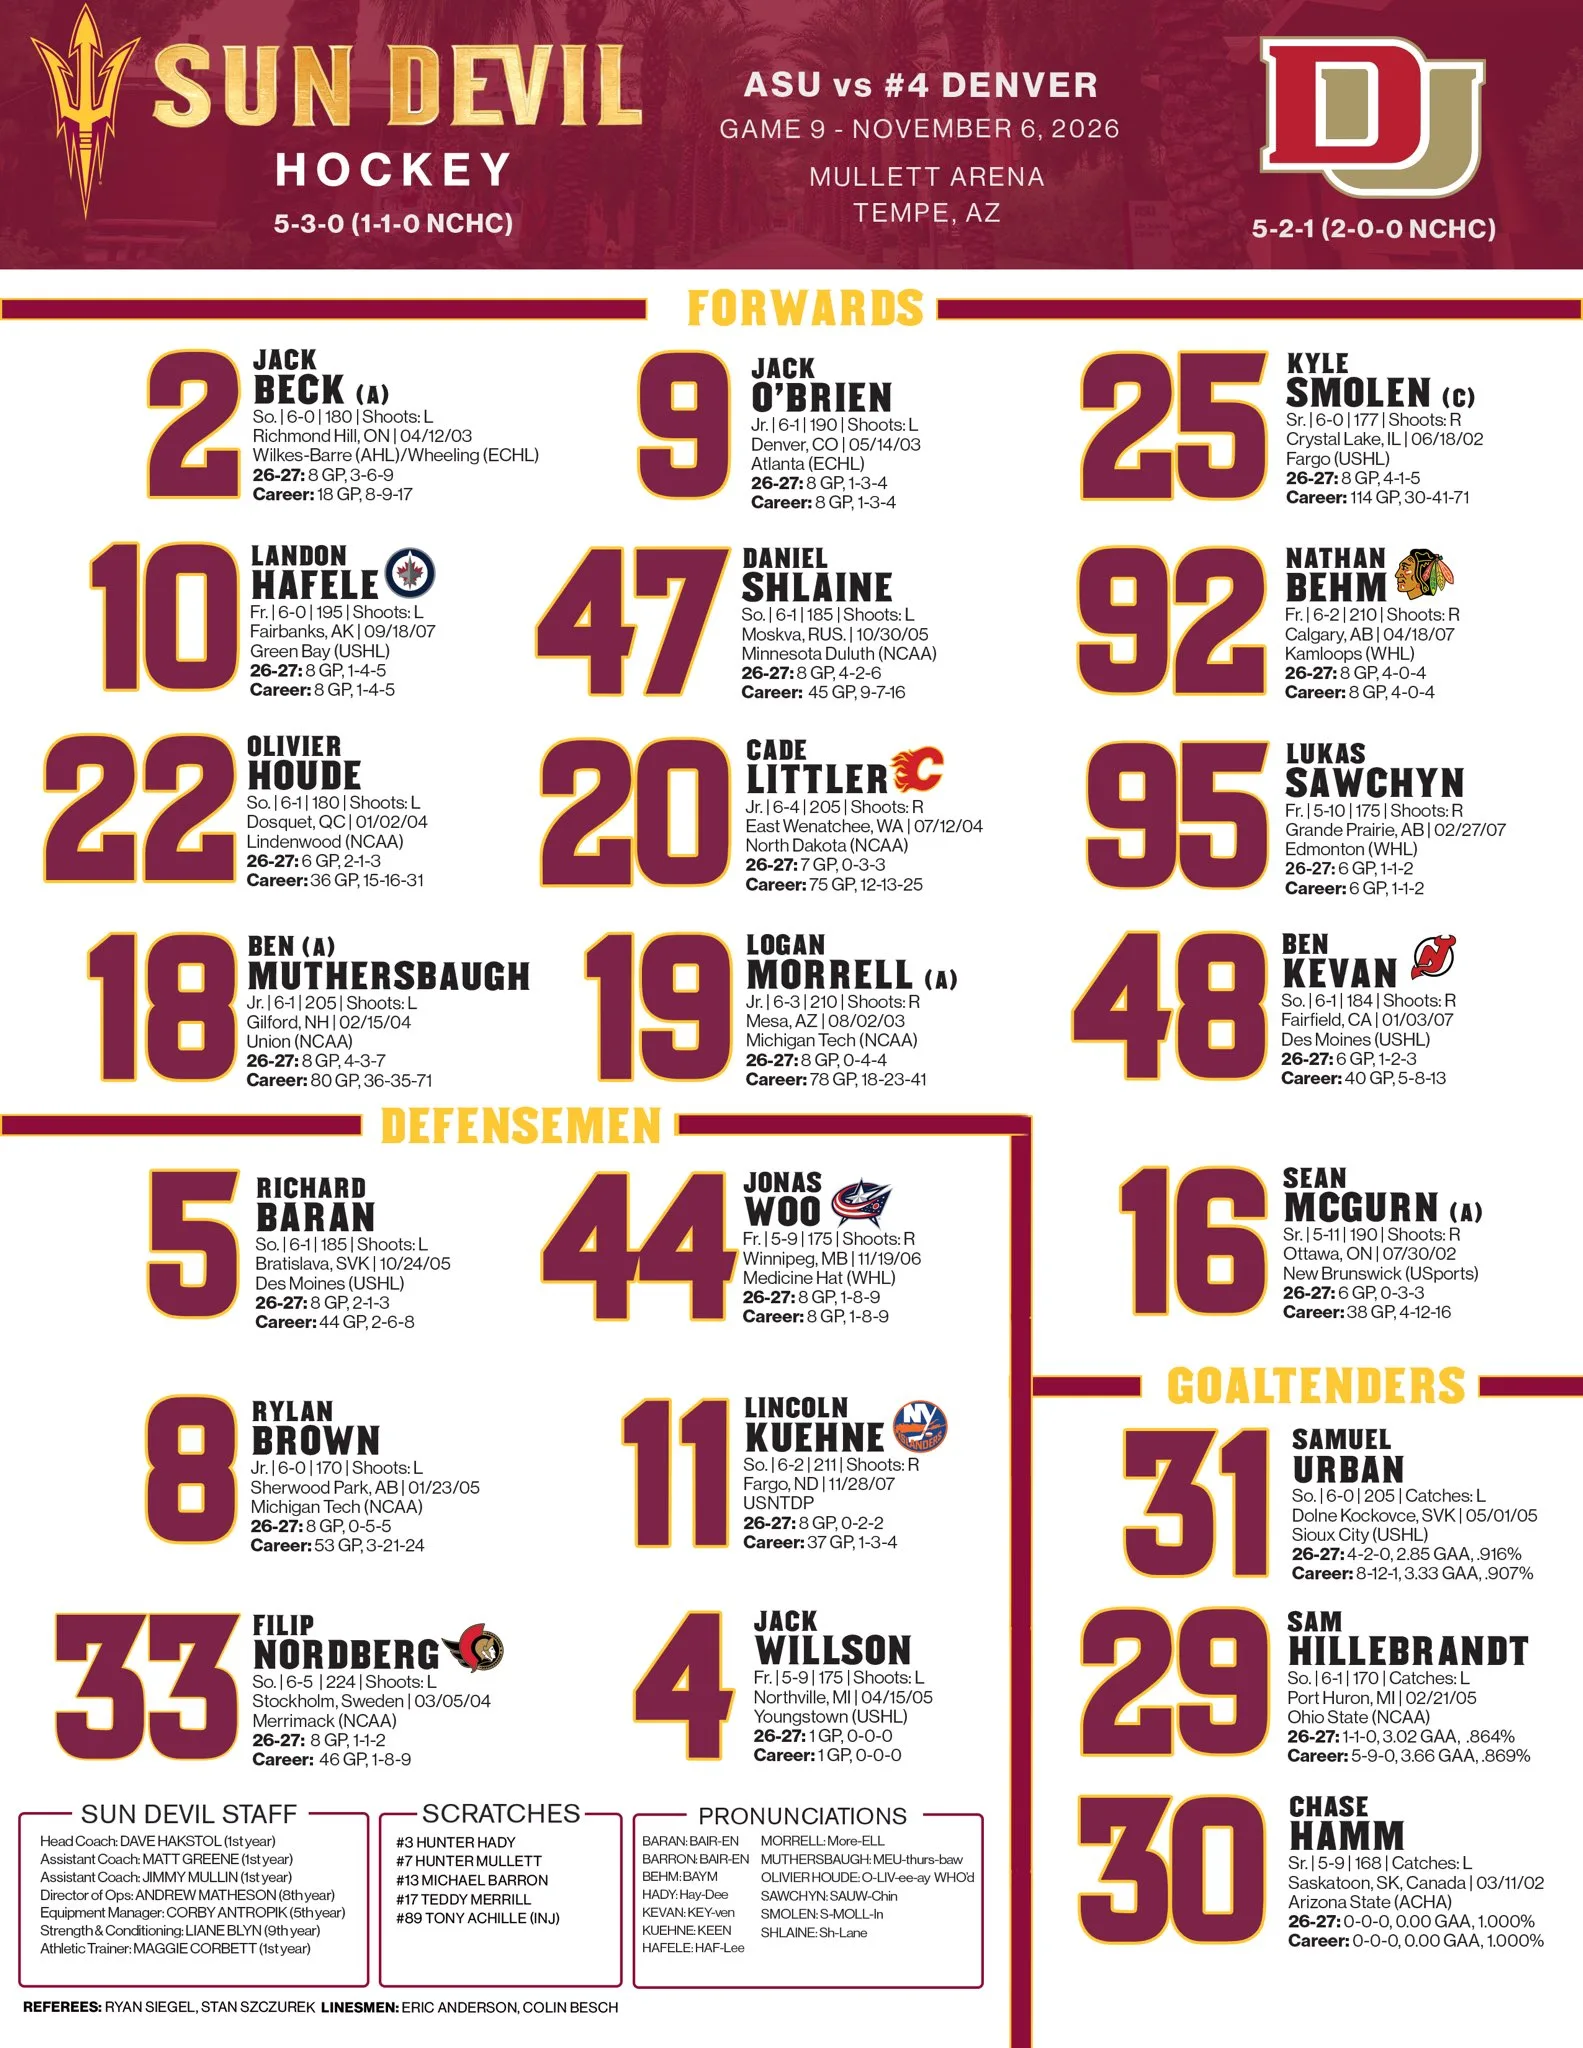 SUN DEVIL
HOCKEY
5-3-0 (1-1-0 NCHC)
ASU vs #4 DENVER
GAME 9 - NOVEMBER 6, 2026
MULLETT ARENA
TEMPE, AZ
DU
5-2-1 (2-0-0 NCHC)
FORWARDS
2
JACK
BECK (A)
So. | 6-0 | 180 | Shoots: L
Richmond Hill, ON | 04/12/03
Wilkes-Barre (AHL)/Wheeling (ECHL)
26-27: 8 GP, 3-6-9
Career: 18 GP, 8-9-17
9
JACK
O'BRIEN
Jr. | 6-1 | 190 | Shoots: L
Denver, CO | 05/14/03
Atlanta (ECHL)
26-27: 8 GP, 1-3-4
Career: 8 GP, 1-3-4
25
KYLE
SMOLEN (C)
Sr. | 6-0 | 177 | Shoots: R
Crystal Lake, IL | 06/18/02
Fargo (USHL)
26-27: 8 GP, 4-1-5
Career: 114 GP, 30-41-71
10
LANDON
HAFELE
Fr. | 6-0 | 195 | Shoots: L
Fairbanks, AK | 09/18/07
Green Bay (USHL)
26-27: 8 GP, 1-4-5
Career: 8 GP, 1-4-5
47
DANIEL
SHLAINE
So. | 6-1 | 185 | Shoots: L
Moskva, RUS. | 10/30/05
Minnesota Duluth (NCAA)
26-27: 8 GP, 4-2-6
Career: 45 GP, 9-7-16
92
NATHAN
BEHM
Fr. | 6-2 | 210 | Shoots: R
Calgary, AB | 04/18/07
Kamloops (WHL)
26-27: 8 GP, 4-0-4
Career: 8 GP, 4-0-4
22
OLIVIER
HOUDE
So. | 6-1 | 180 | Shoots: L
Dosquet, QC | 01/02/04
Lindenwood (NCAA)
26-27: 6 GP, 2-1-3
Career: 36 GP, 15-16-31
20
CADE
LITTLER
Jr. | 6-4 | 205 | Shoots: R
East Wenatchee, WA | 07/12/04
North Dakota (NCAA)
26-27: 7 GP, 0-3-3
Career: 75 GP, 12-13-25
95
LUKAS
SAWCHYN
Fr. | 5-10 | 175 | Shoots: R
Grande Prairie, AB | 02/27/07
Edmonton (WHL)
26-27: 6 GP, 1-1-2
Career: 6 GP, 1-1-2
18
BEN (A)
MUTHERSBAUGH
Jr. | 6-1 | 205 | Shoots: L
Gilford, NH | 02/15/04
Union (NCAA)
26-27: 8 GP, 4-3-7
Career: 80 GP, 36-35-71
19
LOGAN
MORRELL (A)
Jr. | 6-3 | 210 | Shoots: R
Mesa, AZ | 08/02/03
Michigan Tech (NCAA)
26-27: 8 GP, 0-4-4
Career: 78 GP, 18-23-41
48
BEN
KEVAN
So. | 6-1 | 184 | Shoots: R
Fairfield, CA | 01/03/07
Des Moines (USHL)
26-27: 6 GP, 1-2-3
Career: 40 GP, 5-8-13
16
SEAN
MCGURN (A)
Sr. | 5-11 | 190 | Shoots: R
Ottawa, ON | 07/30/02
New Brunswick (USports)
26-27: 6 GP, 0-3-3
Career: 38 GP, 4-12-16
DEFENSEMEN
5
RICHARD
BARAN
So. | 6-1 | 185 | Shoots: L
Bratislava, SVK | 10/24/05
Des Moines (USHL)
26-27: 8 GP, 2-1-3
Career: 44 GP, 2-6-8
44
JONAS
WOO
Fr. | 5-9 | 175 | Shoots: R
Winnipeg, MB | 11/19/06
Medicine Hat (WHL)
26-27: 8 GP, 1-8-9
Career: 8 GP, 1-8-9
8
RYLAN
BROWN
Jr. | 6-0 | 170 | Shoots: L
Sherwood Park, AB | 01/23/05
Michigan Tech (NCAA)
26-27: 8 GP, 0-5-5
Career: 53 GP, 3-21-24
11
LINCOLN
KUEHNE
NY
ISLANDERS
So. | 6-2 | 211 | Shoots: R
Fargo, ND | 11/28/07
USNTDP
26-27: 8 GP, 0-2-2
Career: 37 GP, 1-3-4
33
FILIP
NORDBERG
So. | 6-5 | 224 | Shoots: L
Stockholm, Sweden | 03/05/04
Merrimack (NCAA)
26-27: 8 GP, 1-1-2
Career: 46 GP, 1-8-9
4
JACK
WILLSON
Fr. | 5-9 | 175 | Shoots: L
Northville, MI | 04/15/05
Youngstown (USHL)
26-27: 1 GP, 0-0-0
Career: 1 GP, 0-0-0
GOALTENDERS
31
SAMUEL
URBAN
So. | 6-0 | 205 | Catches: L
Dolne Kockovce, SVK | 05/01/05
Sioux City (USHL)
26-27: 4-2-0, 2.85 GAA, .916%
Career: 8-12-1, 3.33 GAA, .907%
29
SAM
HILLEBRANDT
So. | 6-1 | 170 | Catches: L
Port Huron, MI | 02/21/05
Ohio State (NCAA)
26-27: 1-1-0, 3.02 GAA, .864%
Career: 5-9-0, 3.66 GAA, .869%
30
CHASE
HAMM
Sr. | 5-9 | 168 | Catches: L
Saskatoon, SK, Canada | 03/11/02
Arizona State (ACHA)
26-27: 0-0-0, 0.00 GAA, 1.000%
Career: 0-0-0, 0.00 GAA, 1.000%
SUN DEVIL STAFF
Head Coach: DAVE HAKSTOL (1st year)
Assistant Coach: MATT GREENE (1st year)
Assistant Coach: JIMMY MULLIN (1st year)
Director of Ops: ANDREW MATHESON (8th year)
Equipment Manager: CORBY ANTROPIK (5th year)
Strength & Conditioning: LIANE BLYN (9th year)
Athletic Trainer: MAGGIE CORBETT (1st year)
SCRATCHES
#3 HUNTER HADY
#7 HUNTER MULLETT
#13 MICHAEL BARRON
#17 TEDDY MERRILL
#89 TONY ACHILLE (INJ)
PRONUNCIATIONS
BARAN: BAIR-EN
BARRON: BAIR-EN
BEHM: BAYM
HADY: Hay-Dee
KEVAN: KEY-ven
KUEHNE: KEEN
HAFELE: HAF-Lee
MORRELL: More-ELL
MUTHERSBAUGH: MEU-thurs-baw
OLIVIER HOUDE: O-LIV-ee-ay WHO'd
SAWCHYN: SAUW-Chin
SMOLEN: S-MOLL-In
SHLAINE: Sh-Lane
REFEREES: RYAN SIEGEL, STAN SZCZUREK LINESMEN: ERIC ANDERSON, COLIN BESCH